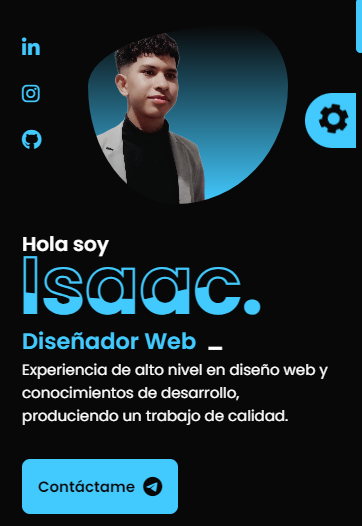 Hola soy
Isaac.
Diseñador Web _
Experiencia de alto nivel en diseño web y
conocimientos de desarrollo,
produciendo un trabajo de calidad.
Contáctame